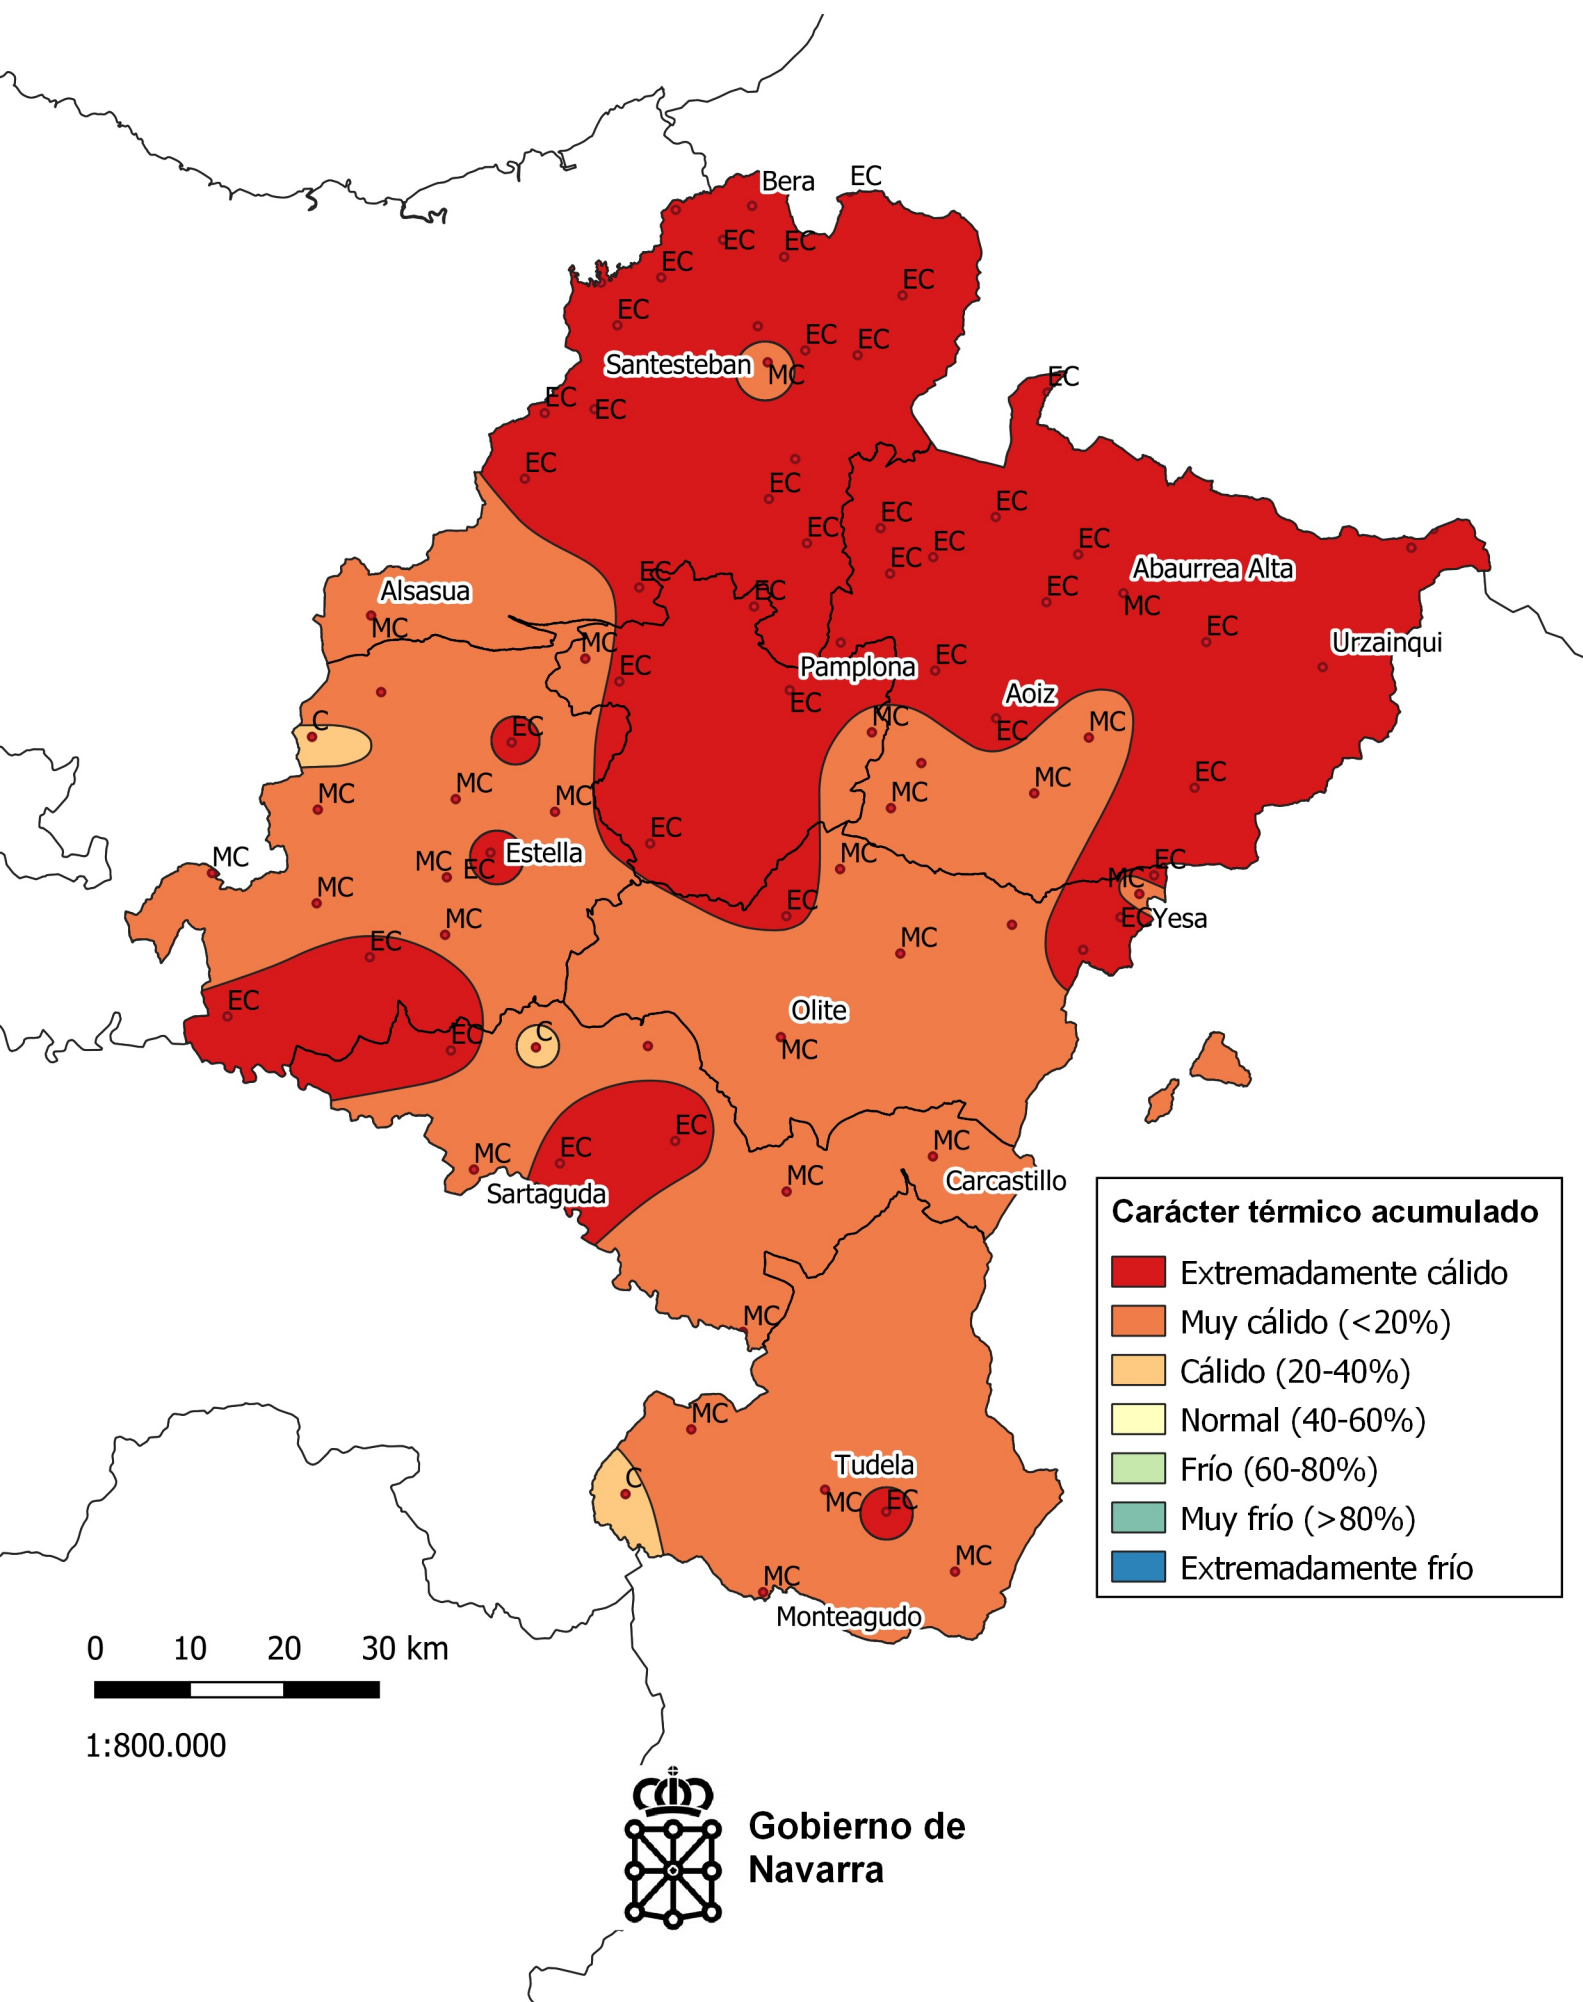 Bera
EC
EC
EC
EC
EC
EC
EC
EC
Santesteban
MC
EC
EC
EC
EC
EC
EC
EC
EC
EC
EC
EC
EC
Abaurrea Alta
EC
EC
Alsasua
EC
MC
MC
EC
Urzainqui
MC
EC
Pamplona
EC
EC
Aoiz
EC
C
EC
MC
EC
MC
MC
MC
MC
MC
MC
EC
EC
MC
Estella
MC
MC
EC
EC
MC
MC
EC
MC
EC
Yesa
EC
MC
EC
Olite
EC
C
MC
EC
EC
MC
MC
MC
Carcastillo
Sartaguda
MC
MC
C
Tudela
MC
EC
MC
MC
Monteagudo
Carácter térmico acumulado
Extremadamente cálido
Muy cálido (<20%)
Cálido (20-40%)
Normal (40-60%)
Frío (60-80%)
Muy frío (>80%)
Extremadamente frío
0 10 20 30 km
1:800.000
Gobierno de
Navarra